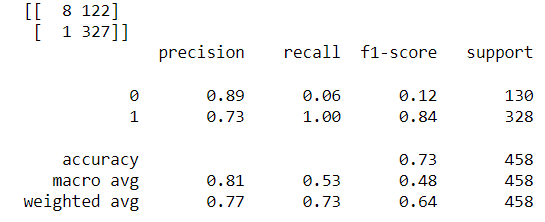 [[  8 122]
 [  1 327]]
              precision    recall  f1-score   support

           0       0.89      0.06      0.12       130
           1       0.73      1.00      0.84       328

    accuracy                           0.73       458
   macro avg       0.81      0.53      0.48       458
weighted avg       0.77      0.73      0.64       458